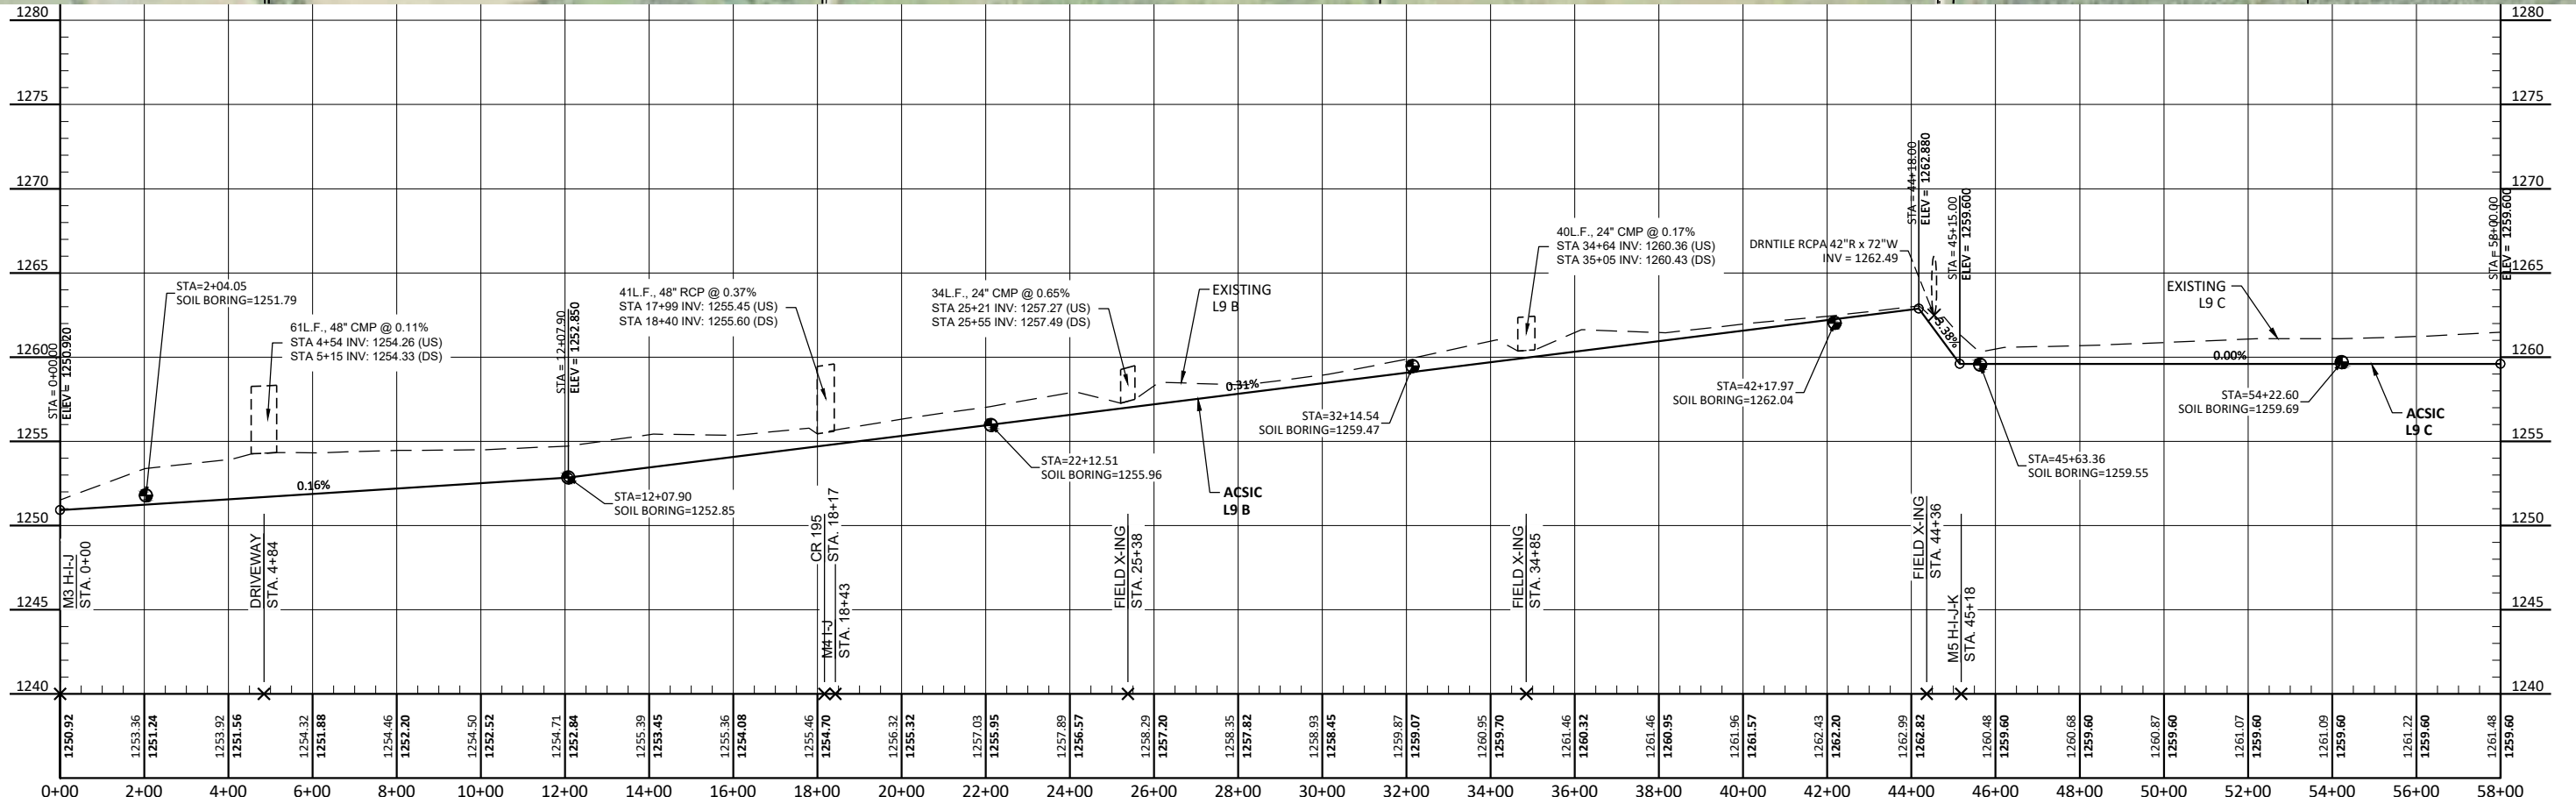 1280
1280
1275
1275
1270
1270
1265
1265
1260
1260
1255
1255
1250
1250
1245
1245
1240
1240
STA = 0+00.00
ELEV = 1250.920
STA=2+04.05
SOIL BORING=1251.79
61L.F., 48" CMP @ 0.11%
STA 4+54 INV: 1254.26 (US)
STA 5+15 INV: 1254.33 (DS)
0.16%
STA = 12+07.90
ELEV = 1252.850
STA=12+07.90
SOIL BORING=1252.85
41L.F., 48" RCP @ 0.37%
STA 17+99 INV: 1255.45 (US)
STA 18+40 INV: 1255.60 (DS)
34L.F., 24" CMP @ 0.65%
STA 25+21 INV: 1257.27 (US)
STA 25+55 INV: 1257.49 (DS)
STA=22+12.51
SOIL BORING=1255.96
EXISTING
L9 B
0.31%
ACSIC
L9 B
STA=32+14.54
SOIL BORING=1259.47
40L.F., 24" CMP @ 0.17%
STA 34+64 INV: 1260.36 (US)
STA 35+05 INV: 1260.43 (DS)
DRNTILE RCPA 42"R x 72"W
INV = 1262.49
STA=42+17.97
SOIL BORING=1262.04
STA = 44+18.00
ELEV = 1262.880
3.38%
STA = 45+15.00
ELEV = 1259.600
STA=45+63.36
SOIL BORING=1259.55
0.00%
EXISTING
L9 C
STA=54+22.60
SOIL BORING=1259.69
ACSIC
L9 C
STA = 58+00.00
ELEV = 1259.600
M3 H-I-J
STA. 0+00
DRIVEWAY
STA. 4+84
CR 195
STA. 18+17
M4 I-J
STA. 18+43
FIELD X-ING
STA. 25+38
FIELD X-ING
STA. 34+85
FIELD X-ING
STA. 44+36
M5 H-I-J-K
STA. 45+18
1250.92
1253.36
1251.24
1253.92
1251.56
1254.32
1251.88
1254.46
1252.20
1254.50
1252.52
1254.71
1252.84
1255.39
1253.45
1255.36
1254.08
1255.46
1254.70
1256.32
1255.32
1257.03
1255.95
1257.89
1256.57
1258.29
1257.20
1258.35
1257.82
1258.93
1258.45
1259.87
1259.07
1260.95
1259.70
1261.46
1260.32
1261.46
1260.95
1261.96
1261.57
1262.43
1262.20
1262.99
1262.82
1260.48
1259.60
1260.68
1259.60
1260.87
1259.60
1261.07
1259.60
1261.09
1259.60
1261.22
1259.60
1261.48
1259.60
0+00 2+00 4+00 6+00 8+00 10+00 12+00 14+00 16+00 18+00 20+00 22+00 24+00 26+00 28+00 30+00 32+00 34+00 36+00 38+00 40+00 42+00 44+00 46+00 48+00 50+00 52+00 54+00 56+00 58+00